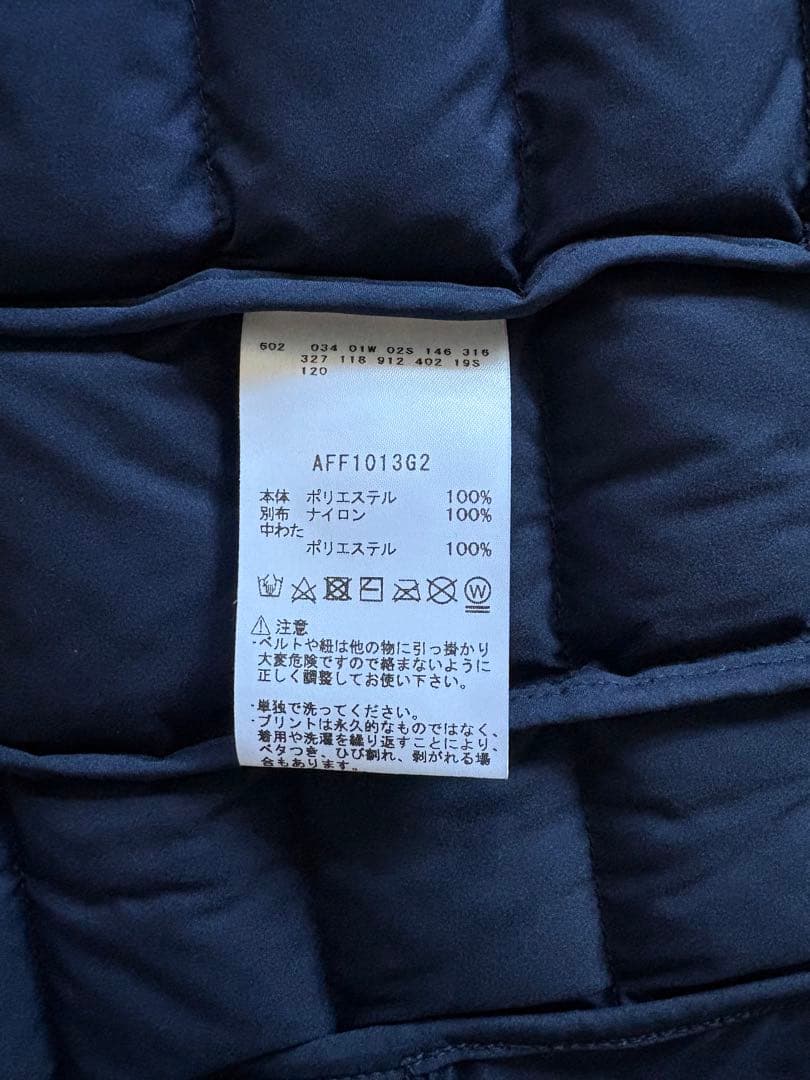 602 034 01W 02S 146 316
327 118 912 402 19S
120
AFF1013G2
本体 ポリエステル 100%
別布 ナイロン 100%
中わた
ポリエステル 100%
W
注意
・ベルトや紐は他の物に引っ掛かり
大変危険ですので絡まないように
正しく調整してお使い下さい。
・単独で洗ってください。
・プリントは永久的なものではなく、
着用や洗濯を繰り返すことにより、
ベタつき、ひび割れ、剥がれる場
合もあります。